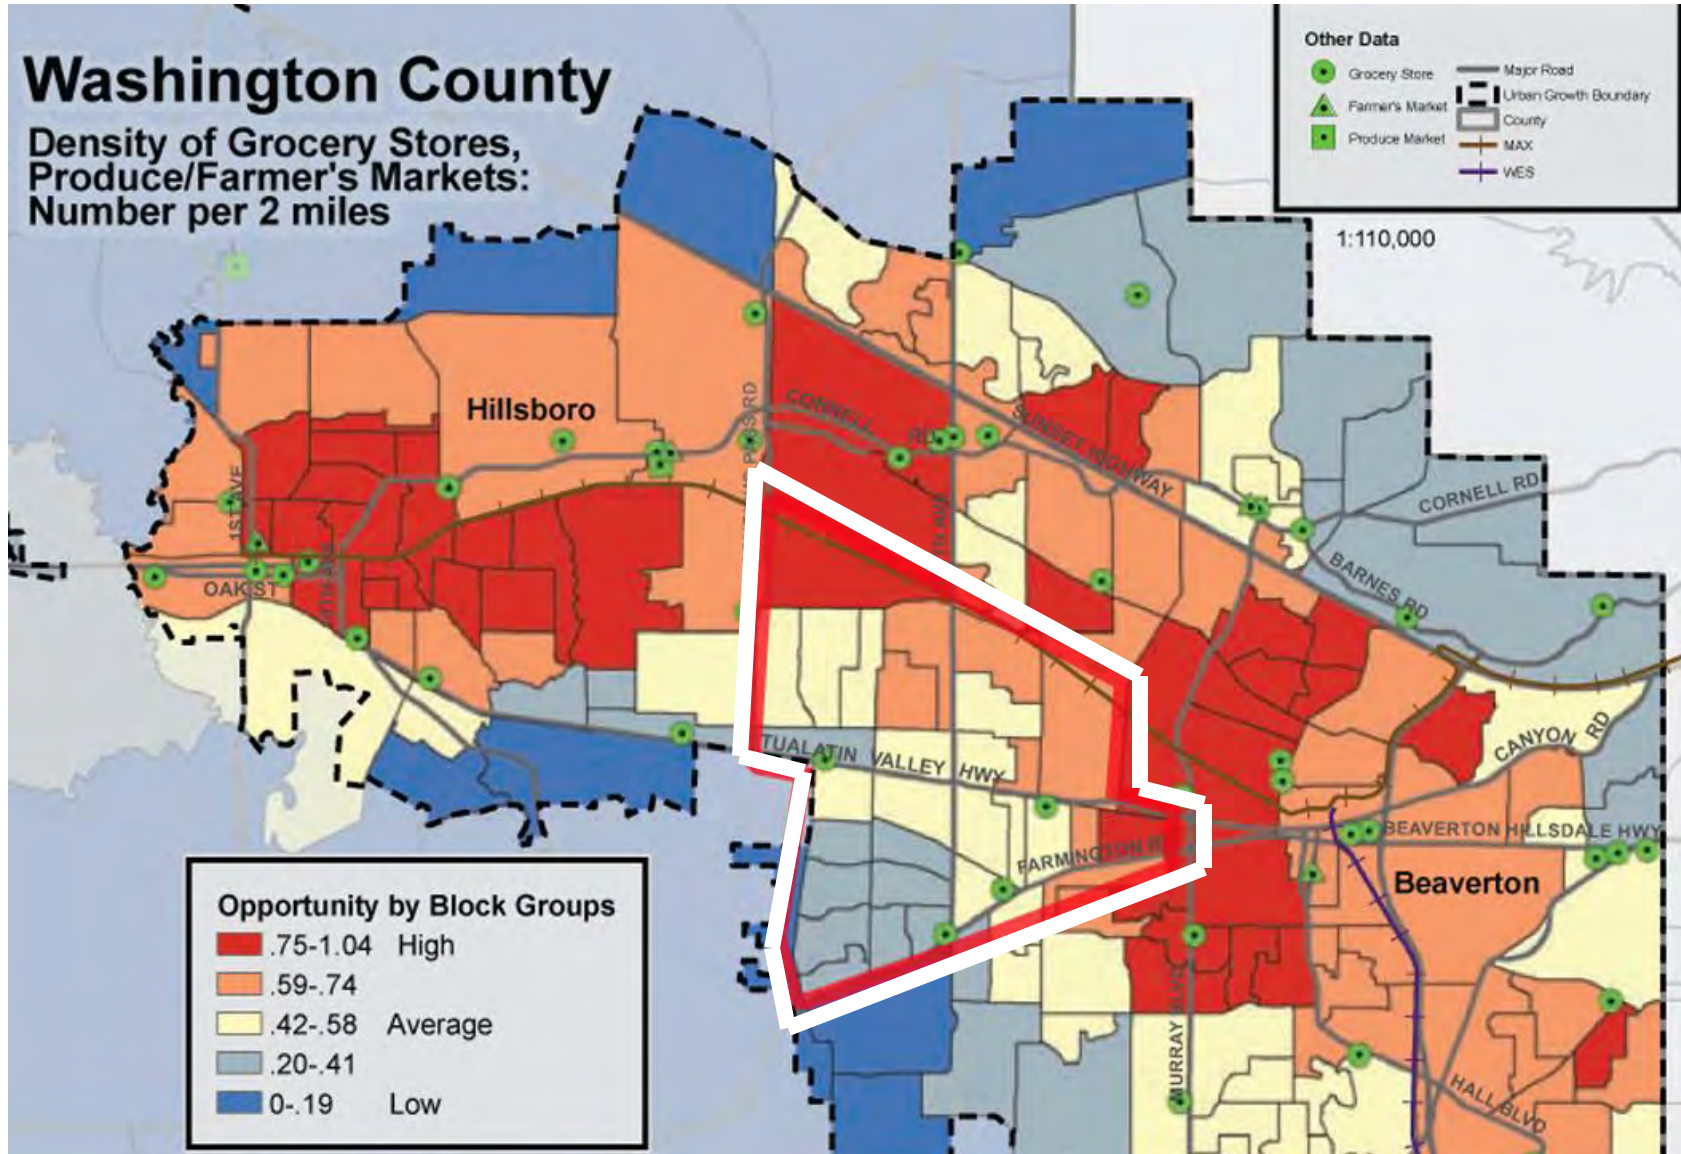 Washington County
Density of Grocery Stores,
Produce/Farmer's Markets:
Number per 2 miles
Other Data
Grocery Store
Farmer's Market
Produce Market
Major Road
Urban Growth Boundary
County
MAX
WES
1:110,000
Hillsboro
CORNELL
RD
SUNSET HIGHWAY
CORNELL RD
1ST AVE
OAK ST
BARNES RD
CANYON RD
TUALATIN VALLEY HWY
FARMINGTON R
BEAVERTON HILLSDALE HWY
Beaverton
MURRAY BLVD
HALL BLVD
Opportunity by Block Groups
.75-1.04 High
.59-.74
.42-.58 Average
.20-.41
0-.19 Low